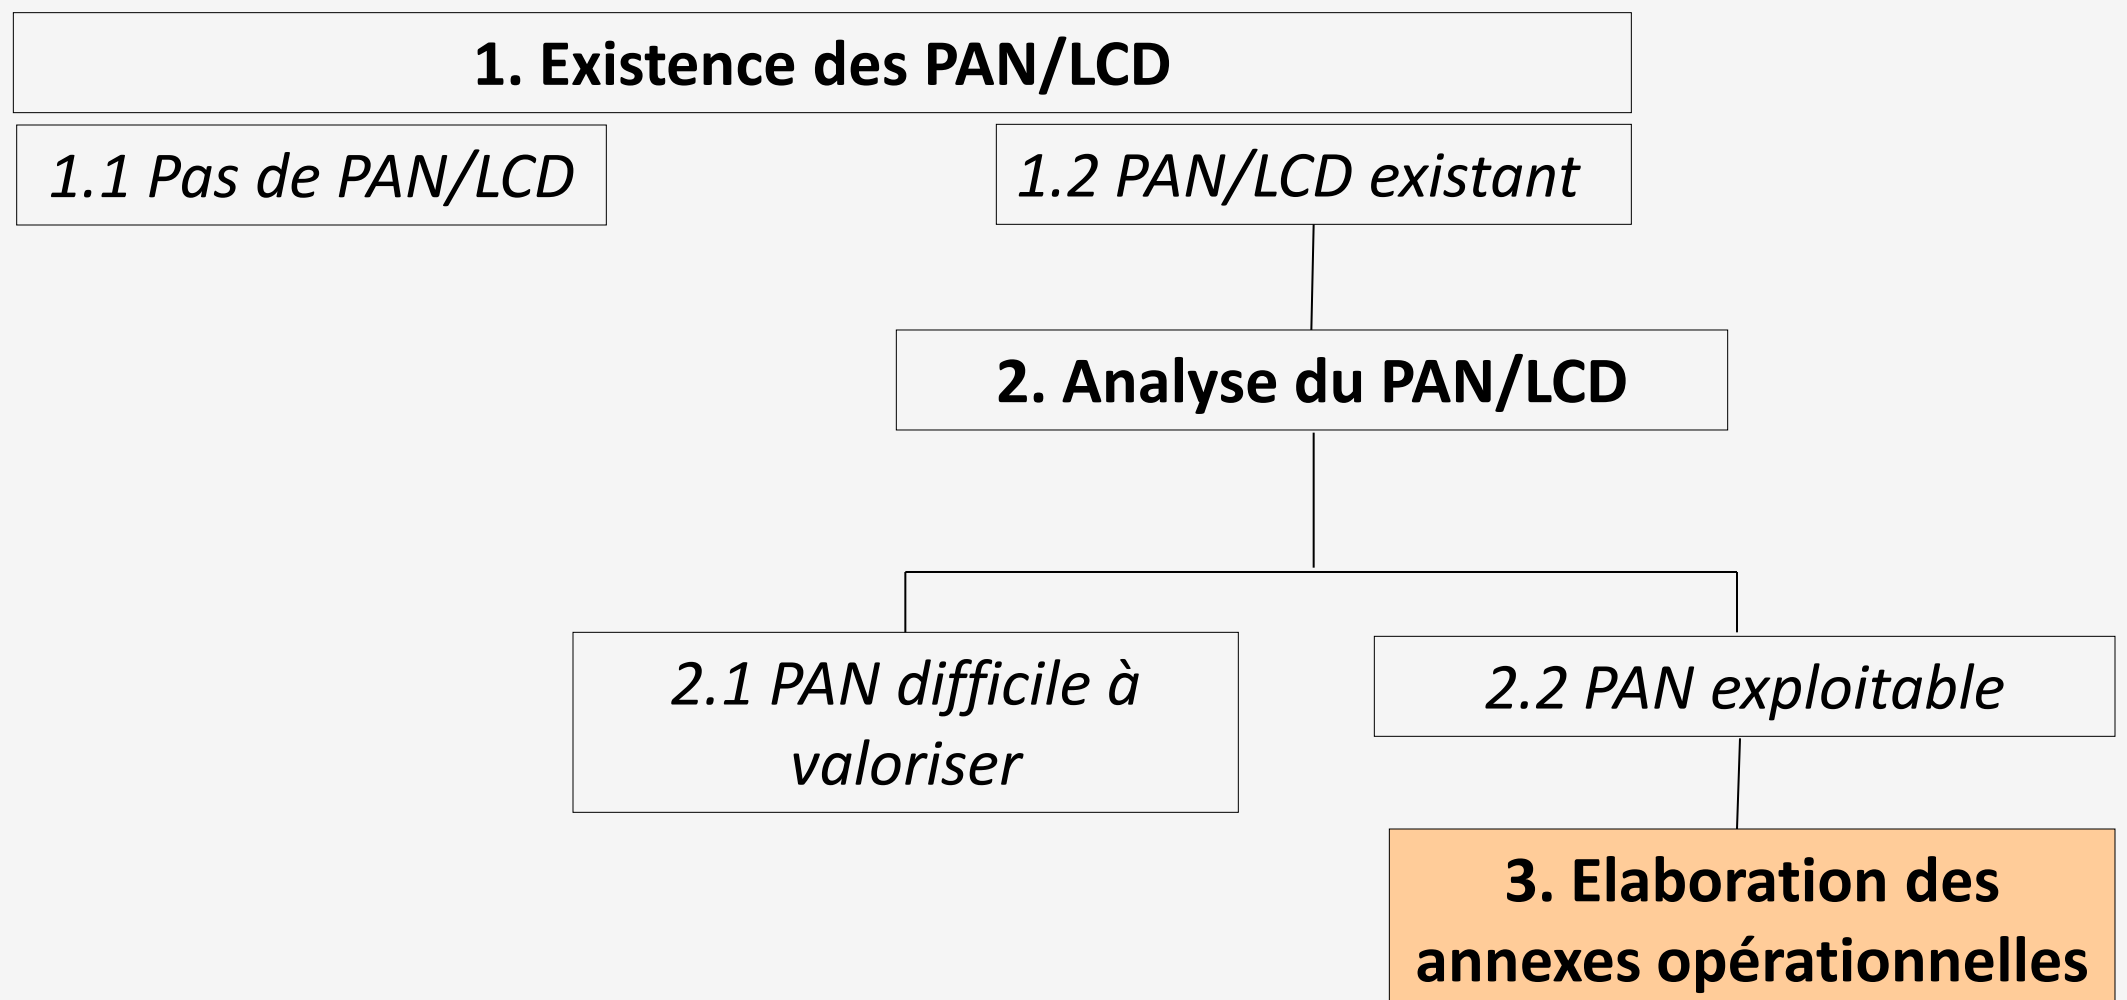 1. Existence des PAN/LCD
1.1 Pas de PAN/LCD
1.2 PAN/LCD existant
2. Analyse du PAN/LCD
2.1 PAN difficile à
valoriser
2.2 PAN exploitable
3. Elaboration des
annexes opérationnelles